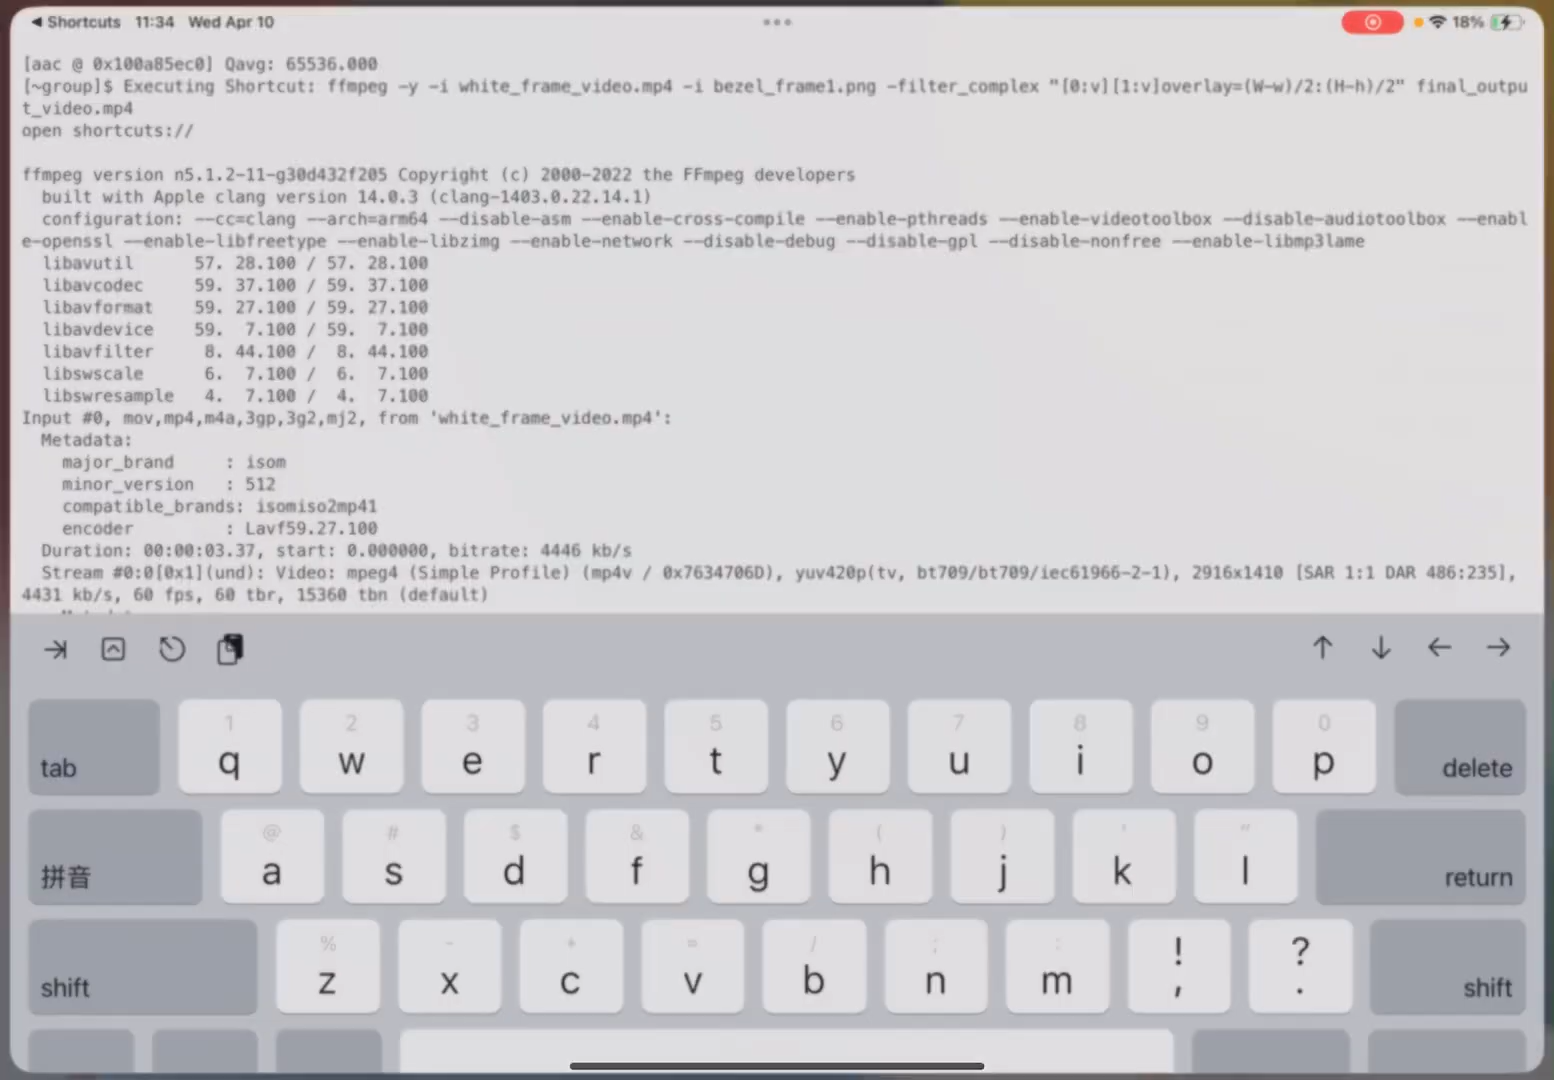 ◀ Shortcuts 11:34 Wed Apr 10
18%
[aac @ 0x100a85ec0] Qavg: 65536.000
[~group]$ Executing Shortcut: ffmpeg -y -i white_frame_video.mp4 -i bezel_frame1.png -filter_complex "[0:v][1:v]overlay=(W-w)/2:(H-h)/2" final_outpu
t_video.mp4
open shortcuts://
ffmpeg version n5.1.2-11-g30d432f205 Copyright (c) 2000-2022 the FFmpeg developers
built with Apple clang version 14.0.3 (clang-1403.0.22.14.1)
configuration: --cc=clang --arch=arm64 --disable-asm --enable-cross-compile --enable-pthreads --enable-videotoolbox --disable-audiotoolbox --enabl
e-openssl --enable-libfreetype --enable-libzimg --enable-network --disable-debug --disable-gpl --disable-nonfree --enable-libmp3lame
libavutil 57. 28.100 / 57. 28.100
libavcodec 59. 37.100 / 59. 37.100
libavformat 59. 27.100 / 59. 27.100
libavdevice 59. 7.100 / 59. 7.100
libavfilter 8. 44.100 / 8. 44.100
libswscale 6. 7.100 / 6. 7.100
libswresample 4. 7.100 / 4. 7.100
Input #0, mov,mp4,m4a,3gp,3g2,mj2, from 'white_frame_video.mp4':
Metadata:
major_brand : isom
minor_version : 512
compatible_brands: isomiso2mp41
encoder : Lavf59.27.100
Duration: 00:00:03.37, start: 0.000000, bitrate: 4446 kb/s
Stream #0:0[0x1](und): Video: mpeg4 (Simple Profile) (mp4v / 0x7634706D), yuv420p(tv, bt709/bt709/iec61966-2-1), 2916x1410 [SAR 1:1 DAR 486:235],
4431 kb/s, 60 fps, 60 tbr, 15360 tbn (default)
1 2 3 4 5 6 7 8 9 0
tab q w e r t y u i o p delete
@ # $ & * ( ) ' "
拼音 a s d f g h j k l return
% - + = / ; : ! ?
shift z x c v b n m , . shift